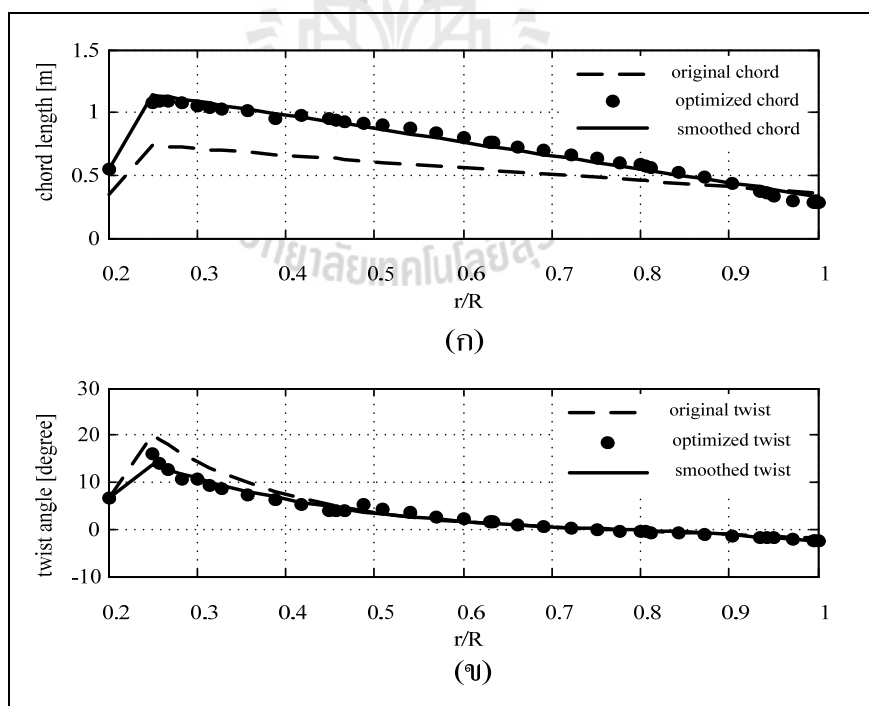 1.5
1
0.5
0
chord length [m]
original chord
optimized chord
smoothed chord
0.2 0.3 0.4 0.5 0.6 0.7 0.8 0.9 1
r/R
(ก)
30
20
10
0
-10
twist angle [degree]
original twist
optimized twist
smoothed twist
0.2 0.3 0.4 0.5 0.6 0.7 0.8 0.9 1
r/R
(ข)